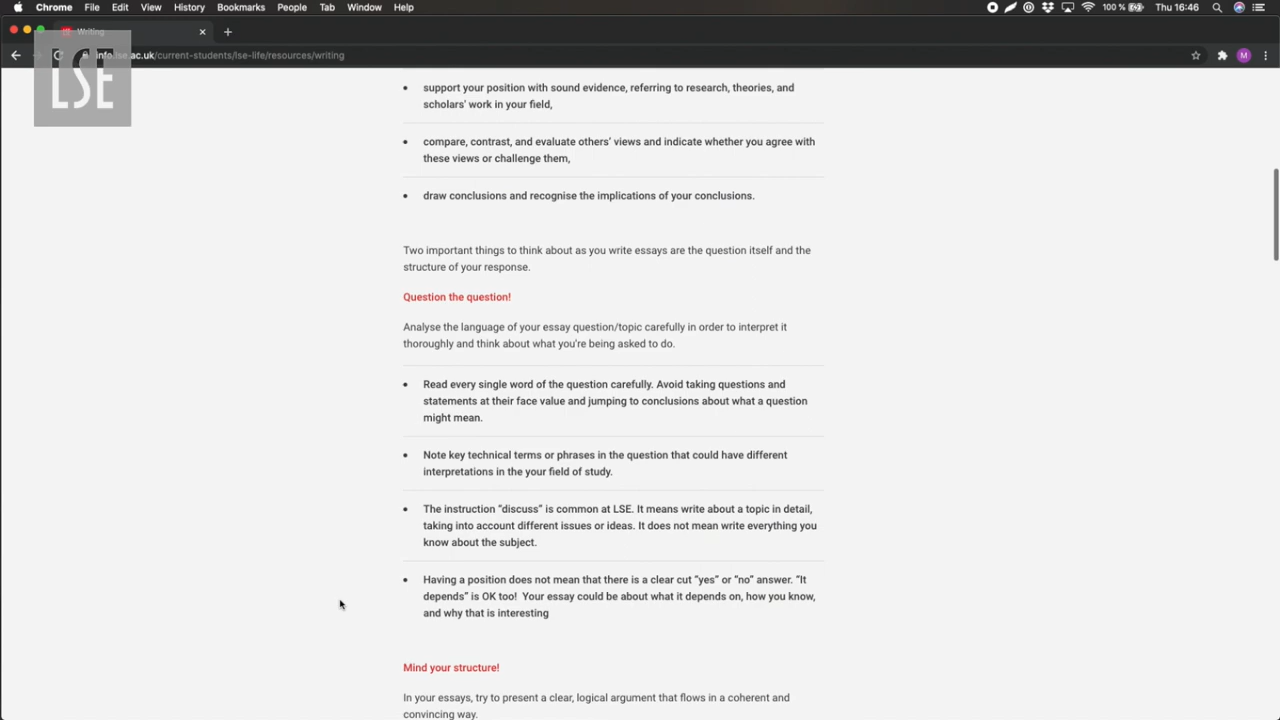 Chrome File Edit View History Bookmarks People Tab Window Help 100% Thu 16:46
Writing
info.lse.ac.uk/current-students/lse-life/resources/writing
M
LSE
• support your position with sound evidence, referring to research, theories, and
scholars' work in your field,
• compare, contrast, and evaluate others' views and indicate whether you agree with
these views or challenge them,
• draw conclusions and recognise the implications of your conclusions.
Two important things to think about as you write essays are the question itself and the
structure of your response.
Question the question!
Analyse the language of your essay question/topic carefully in order to interpret it
thoroughly and think about what you're being asked to do.
• Read every single word of the question carefully. Avoid taking questions and
statements at their face value and jumping to conclusions about what a question
might mean.
• Note key technical terms or phrases in the question that could have different
interpretations in the your field of study.
• The instruction “discuss” is common at LSE. It means write about a topic in detail,
taking into account different issues or ideas. It does not mean write everything you
know about the subject.
• Having a position does not mean that there is a clear cut “yes” or “no” answer. “It
depends” is OK too!  Your essay could be about what it depends on, how you know,
and why that is interesting
Mind your structure!
In your essays, try to present a clear, logical argument that flows in a coherent and
convincing way.